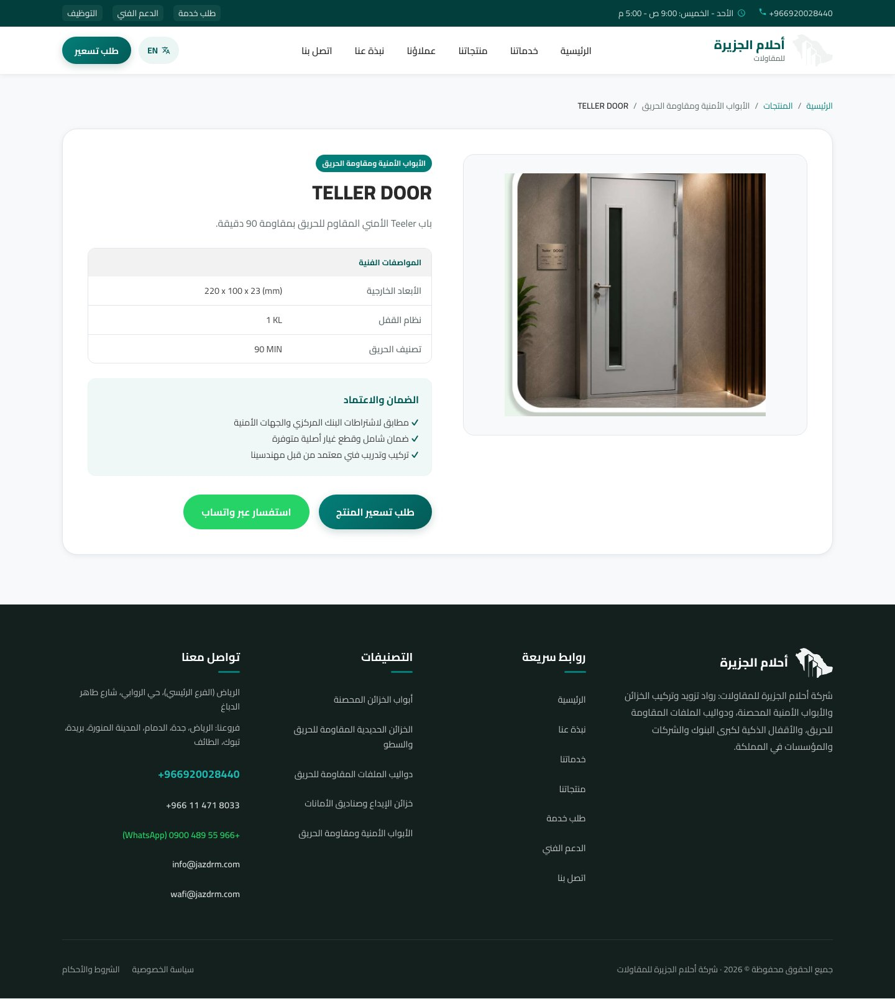 +966920028440
الأحد - الخميس: 9:00 ص - 5:00 م
طلب خدمة
الدعم الفني
التوظيف
أحلام الجزيرة
للمقاولات
الرئيسية
خدماتنا
منتجاتنا
عملاؤنا
نبذة عنا
اتصل بنا
EN
طلب تسعير
الرئيسية / المنتجات / الأبواب الأمنية ومقاومة الحريق / TELLER DOOR
Teeler DOOR
الأبواب الأمنية ومقاومة الحريق
TELLER DOOR
باب Teeler الأمني المقاوم للحريق بمقاومة 90 دقيقة.
المواصفات الفنية
الأبعاد الخارجية 220 x 100 x 23 (mm)
نظام القفل 1 KL
تصنيف الحريق 90 MIN
الضمان والاعتماد
✓ مطابق لاشتراطات البنك المركزي والجهات الأمنية
✓ ضمان شامل وقطع غيار أصلية متوفرة
✓ تركيب وتدريب فني معتمد من قبل مهندسينا
طلب تسعير المنتج
استفسار عبر واتساب
أحلام الجزيرة
شركة أحلام الجزيرة للمقاولات: رواد تزويد وتركيب الخزائن
والأبواب الأمنية المحصنة، ودواليب الملفات المقاومة
للحريق، والأقفال الذكية لكبرى البنوك والشركات
والمؤسسات في المملكة.
روابط سريعة
الرئيسية
نبذة عنا
خدماتنا
منتجاتنا
طلب خدمة
الدعم الفني
اتصل بنا
التصنيفات
أبواب الخزائن المحصنة
الخزائن الحديدية المقاومة للحريق
والسطو
دواليب الملفات المقاومة للحريق
خزائن الإيداع وصناديق الأمانات
الأبواب الأمنية ومقاومة الحريق
تواصل معنا
الرياض (الفرع الرئيسي)، حي الروابي، شارع طاهر
الدباغ
فروعنا: الرياض، جدة، الدمام، المدينة المنورة، بريدة،
تبوك، الطائف
+966920028440
+966 11 471 8033
+966 55 489 0900 (WhatsApp)
info@jazdrm.com
wafi@jazdrm.com
جميع الحقوق محفوظة © 2026 · شركة أحلام الجزيرة للمقاولات
سياسة الخصوصية
الشروط والأحكام